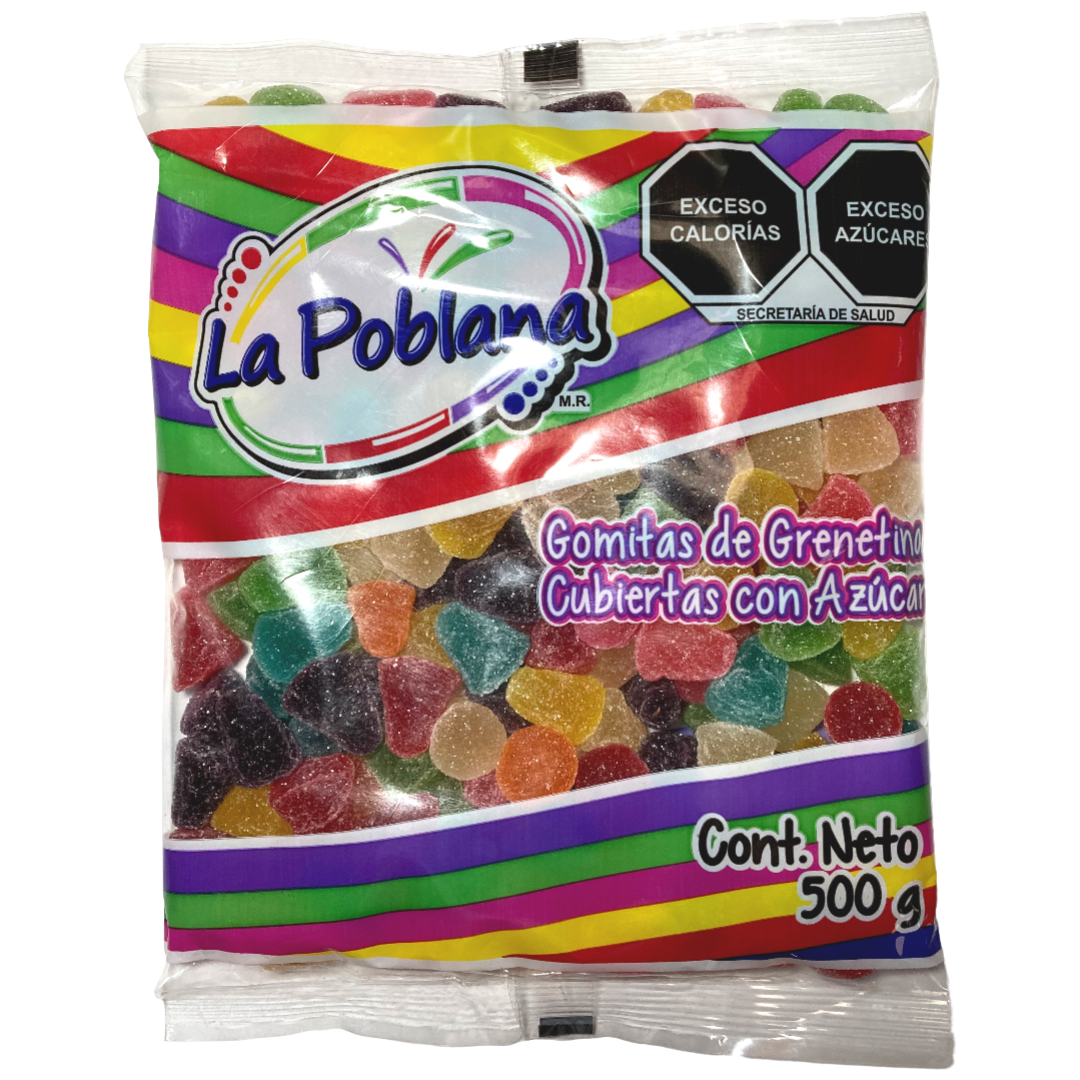 EXCESO
CALORÍAS
EXCESO
AZÚCARES
SECRETARÍA DE SALUD
La Poblana
M.R.
Gomitas de Grenetina
Cubiertas con Azúcar
Cont. Neto
500 g